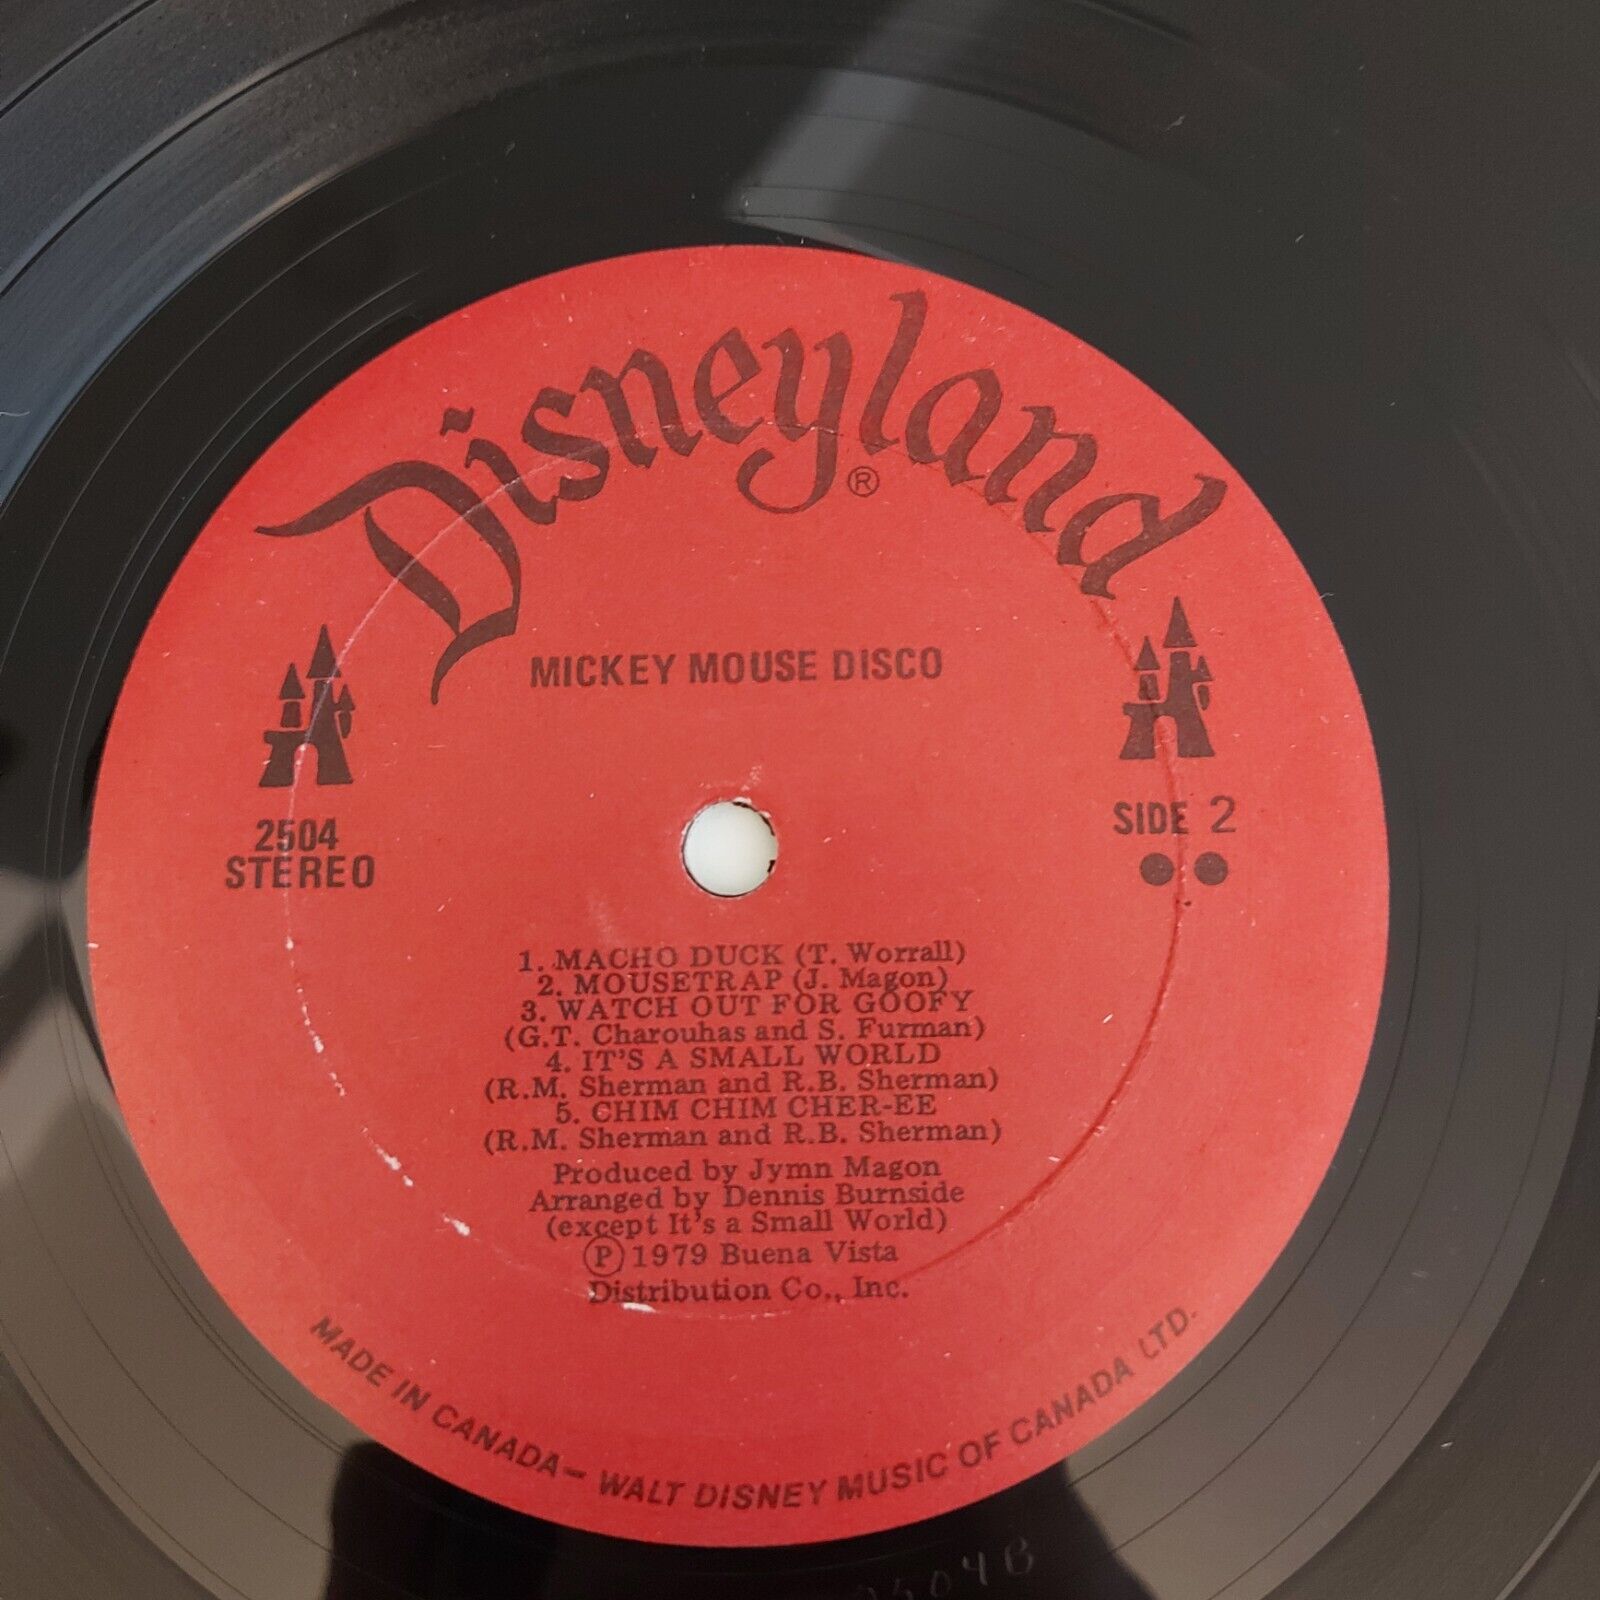 Disneyland®
MICKEY MOUSE DISCO
2504
STEREO
SIDE 2
1. MACHO DUCK (T. Worrall)
2. MOUSETRAP (J. Magon)
3. WATCH OUT FOR GOOFY
(G.T. Charouhas and S. Furman)
4. IT'S A SMALL WORLD
(R.M. Sherman and R.B. Sherman)
5. CHIM CHIM CHER-EE
(R.M. Sherman and R.B. Sherman)
Produced by Jymn Magon
Arranged by Dennis Burnside
(except It's a Small World)
Ⓟ 1979 Buena Vista
Distribution Co., Inc.
MADE IN CANADA – WALT DISNEY MUSIC OF CANADA LTD.
2504B